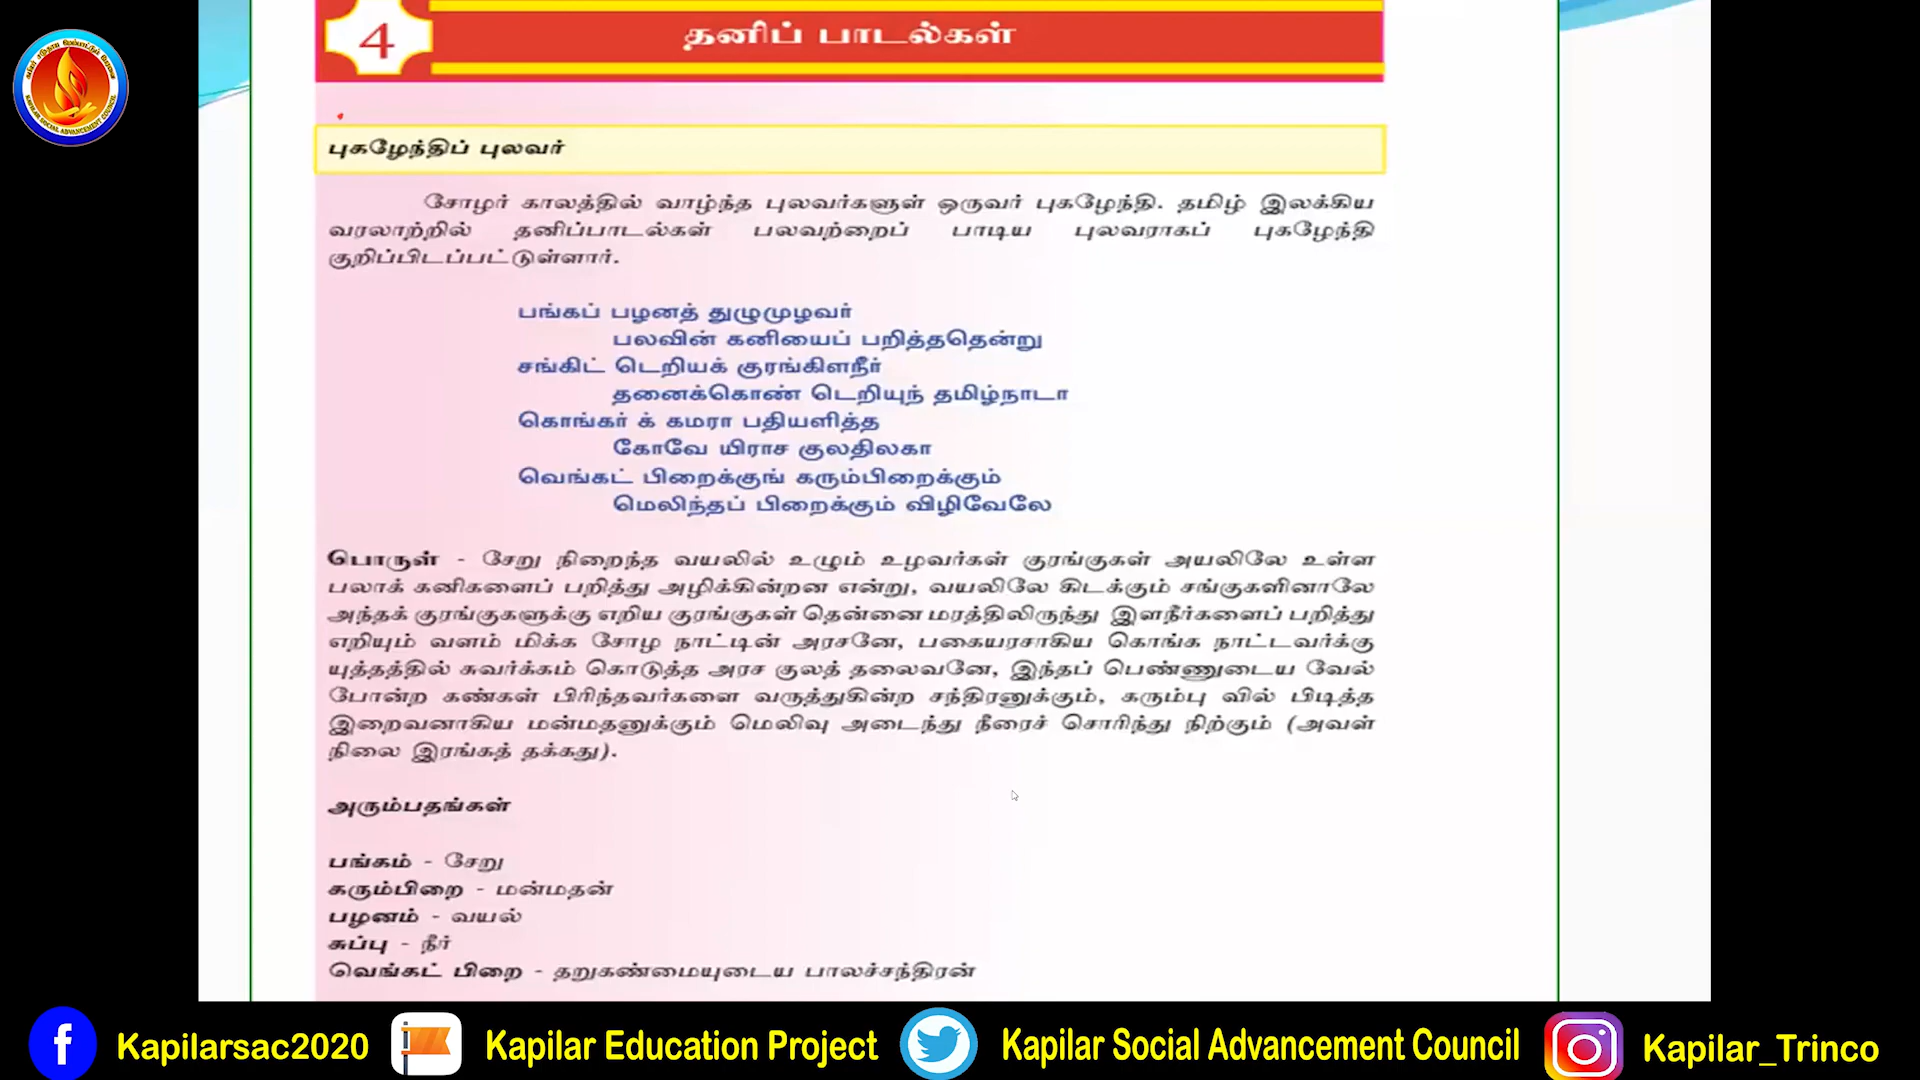 4
தனிப் பாடல்கள்
புகழேந்திப் புலவர்
சோழர் காலத்தில் வாழ்ந்த புலவர்களுள் ஒருவர் புகழேந்தி. தமிழ் இலக்கிய
வரலாற்றில் தனிப்பாடல்கள் பலவற்றைப் பாடிய புலவராகப் புகழேந்தி
குறிப்பிடப்பட்டுள்ளார்.
பங்கப் பழனத் துழுமுழவர்
பலவின் கனியைப் பறித்ததென்று
சங்கிட் டெறியக் குரங்கிளநீர்
தனைக்கொண் டெறியுந் தமிழ்நாடா
கொங்கர் க் கமரா பதியளித்த
கோவே யிராச குலதிலகா
வெங்கட் பிறைக்குங் கரும்பிறைக்கும்
மெலிந்தப் பிறைக்கும் விழிவேலே
பொருள் - சேறு நிறைந்த வயலில் உழும் உழவர்கள் குரங்குகள் அயலிலே உள்ள
பலாக் கனிகளைப் பறித்து அழிக்கின்றன என்று, வயலிலே கிடக்கும் சங்குகளினாலே
அந்தக் குரங்குகளுக்கு எறிய குரங்குகள் தென்னை மரத்திலிருந்து இளநீர்களைப் பறித்து
எறியும் வளம் மிக்க சோழ நாட்டின் அரசனே, பகையரசாகிய கொங்க நாட்டவர்க்கு
யுத்தத்தில் சுவர்க்கம் கொடுத்த அரச குலத் தலைவனே, இந்தப் பெண்ணுடைய வேல்
போன்ற கண்கள் பிரிந்தவர்களை வருத்துகின்ற சந்திரனுக்கும், கரும்பு வில் பிடித்த
இறைவனாகிய மன்மதனுக்கும் மெலிவு அடைந்து நீரைச் சொரிந்து நிற்கும் (அவள்
நிலை இரங்கத் தக்கது).
அரும்பதங்கள்
பங்கம் - சேறு
கரும்பிறை - மன்மதன்
பழனம் - வயல்
சுப்பு - நீர்
வெங்கட் பிறை - தறுகண்மையுடைய பாலச்சந்திரன்
Kapilarsac2020
Kapilar Education Project
Kapilar Social Advancement Council
Kapilar_Trinco